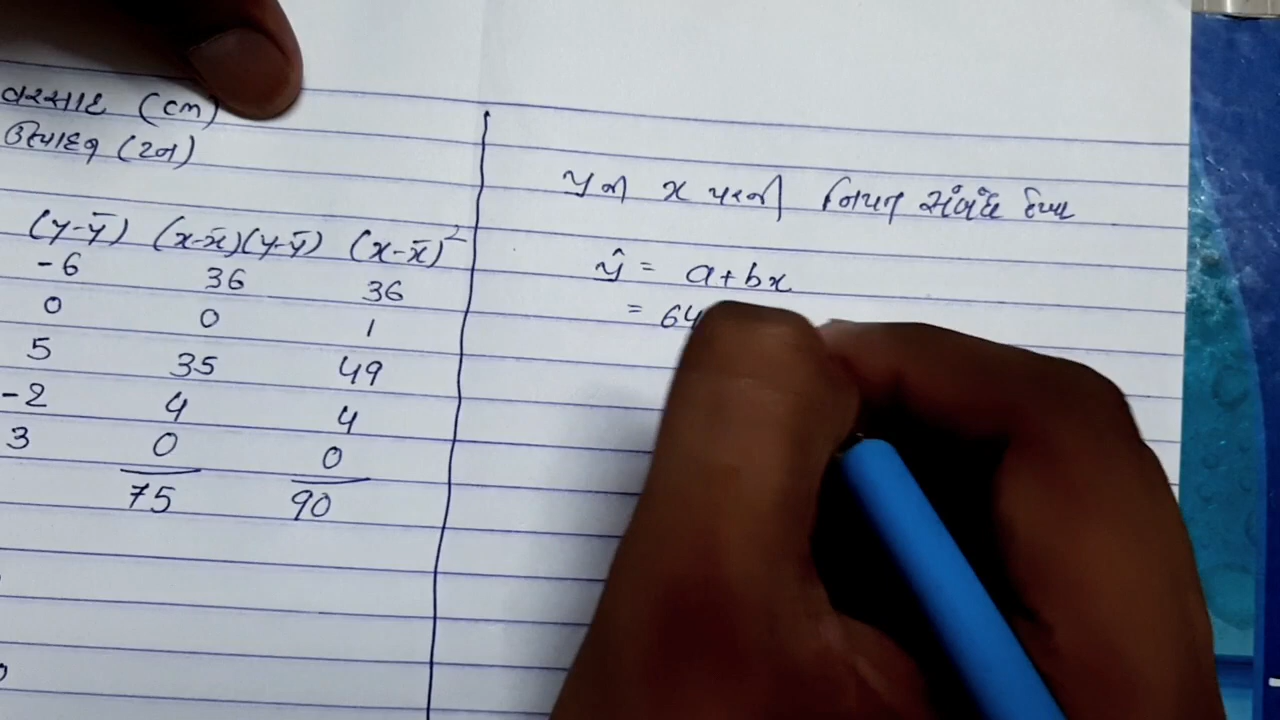 વરસાદ (cm)
ઉત્પાદન (ટન)
(y-ȳ) (x-x̄)(y-ȳ) (x-x̄)²
-6 36 36
0 0 1
5 35 49
-2 4 4
3 0 0
75 90
y ની x પરની નિયત સંબંધ રેખા
ŷ = a+bx
= 64